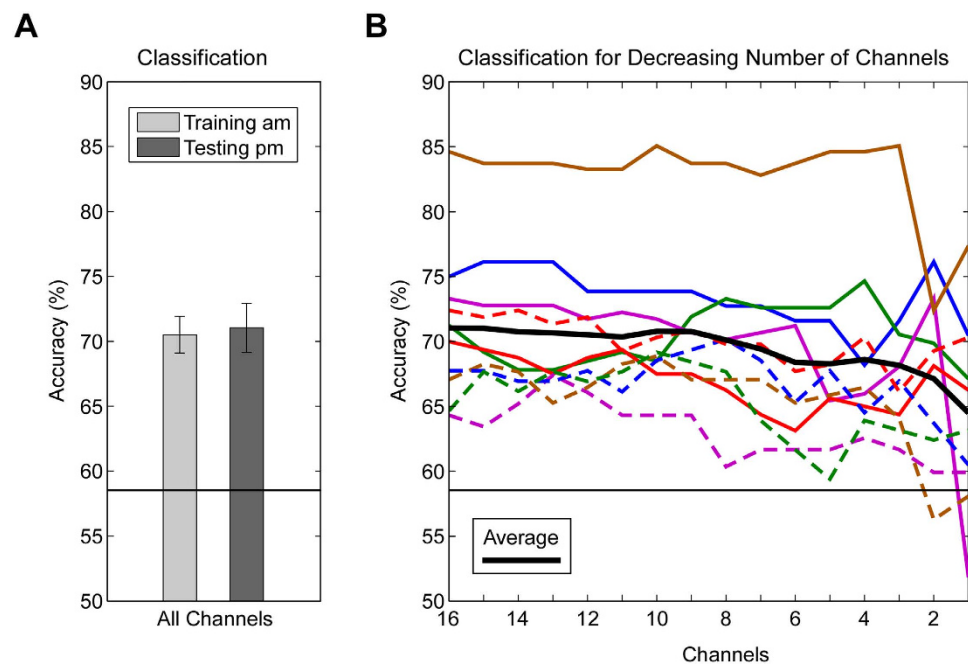 A
Classification
Accuracy (%)
90
85
80
75
70
65
60
55
50
Training am
Testing pm
All Channels
B
Classification for Decreasing Number of Channels
Accuracy (%)
90
85
80
75
70
65
60
55
50
Average
16 14 12 10 8 6 4 2
Channels